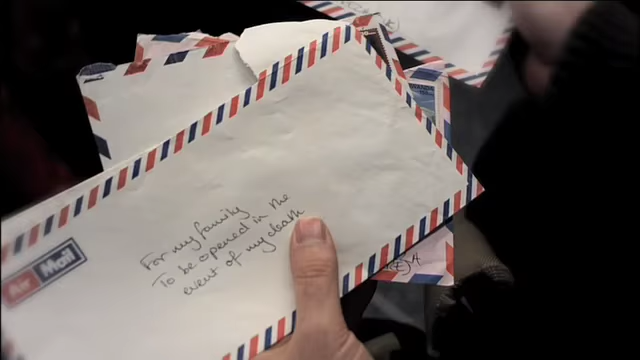 For my family
To be opened in the
event of my death
Air Mail